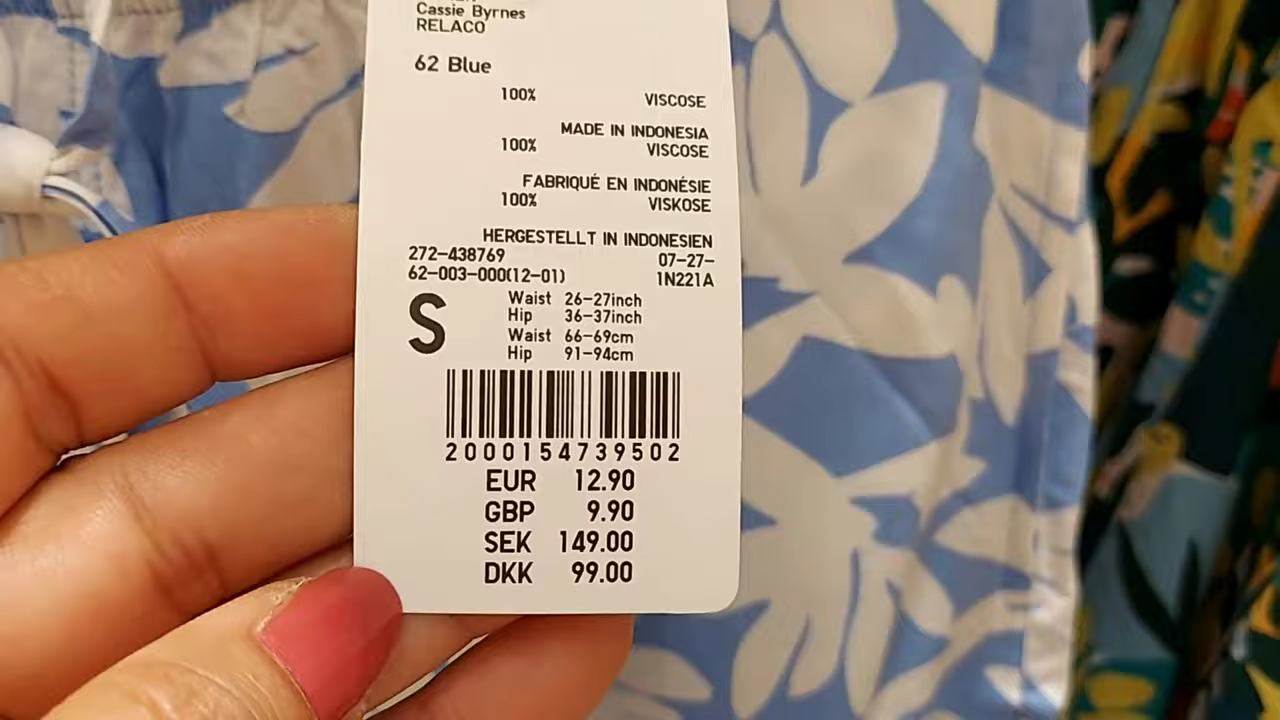 Cassie Byrnes
RELACO
62 Blue
100% VISCOSE
MADE IN INDONESIA
100% VISCOSE
FABRIQUÉ EN INDONÉSIE
100% VISKOSE
HERGESTELLT IN INDONESIEN
272-438769 07-27-
62-003-000(12-01) 1N221A
S
Waist 26-27inch
Hip 36-37inch
Waist 66-69cm
Hip 91-94cm
2000154739502
EUR 12.90
GBP 9.90
SEK 149.00
DKK 99.00